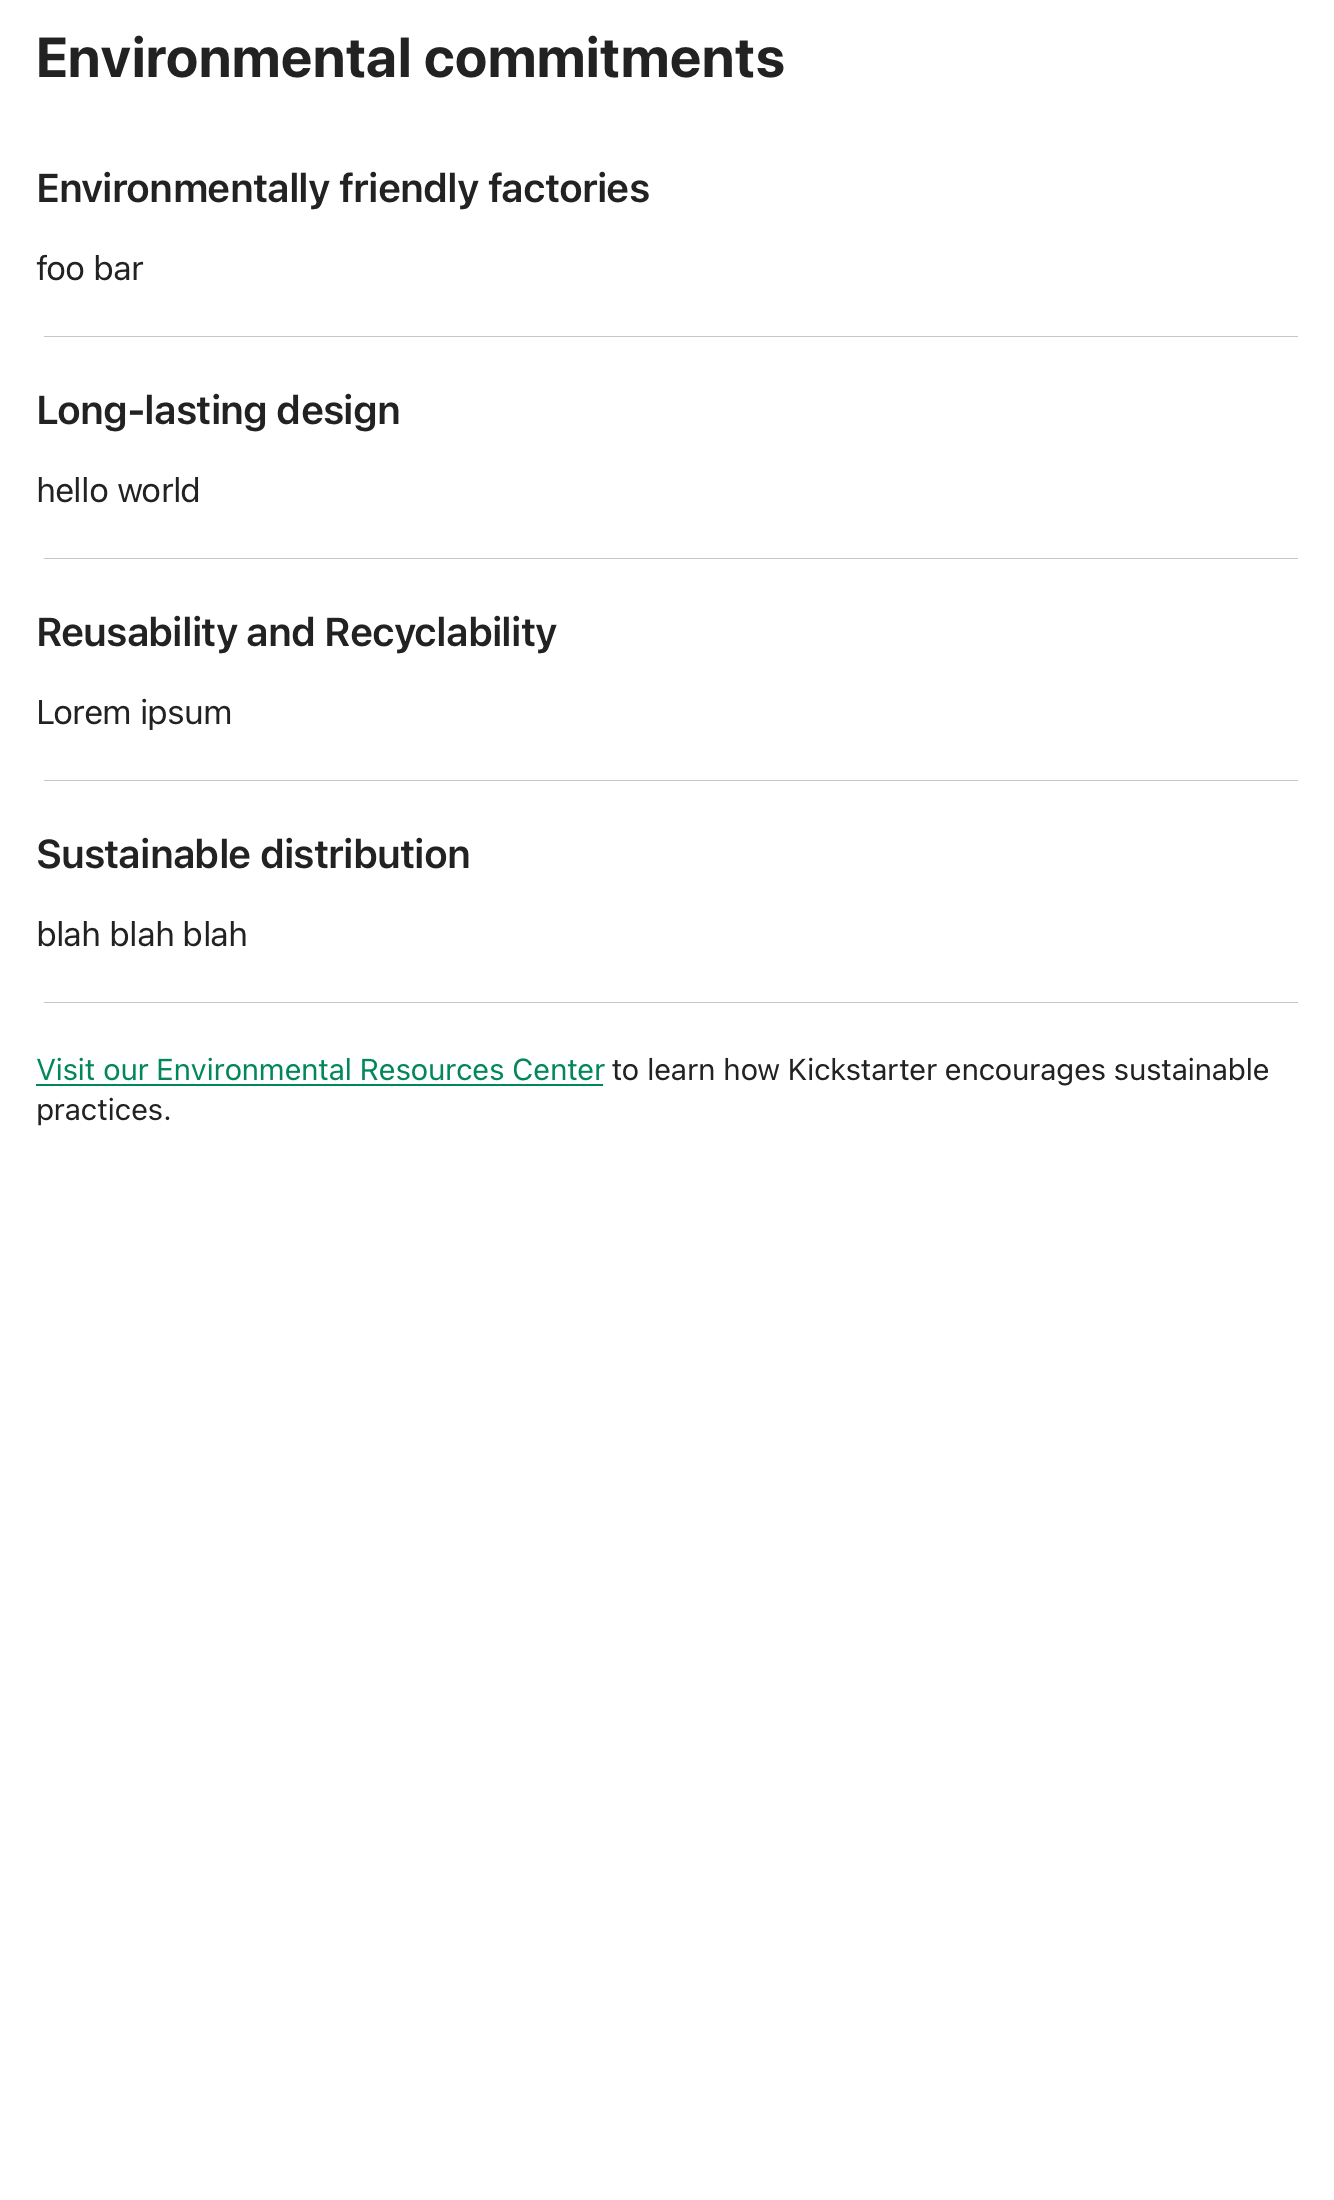 Environmental commitments
Environmentally friendly factories
foo bar
Long-lasting design
hello world
Reusability and Recyclability
Lorem ipsum
Sustainable distribution
blah blah blah
Visit our Environmental Resources Center to learn how Kickstarter encourages sustainable
practices.